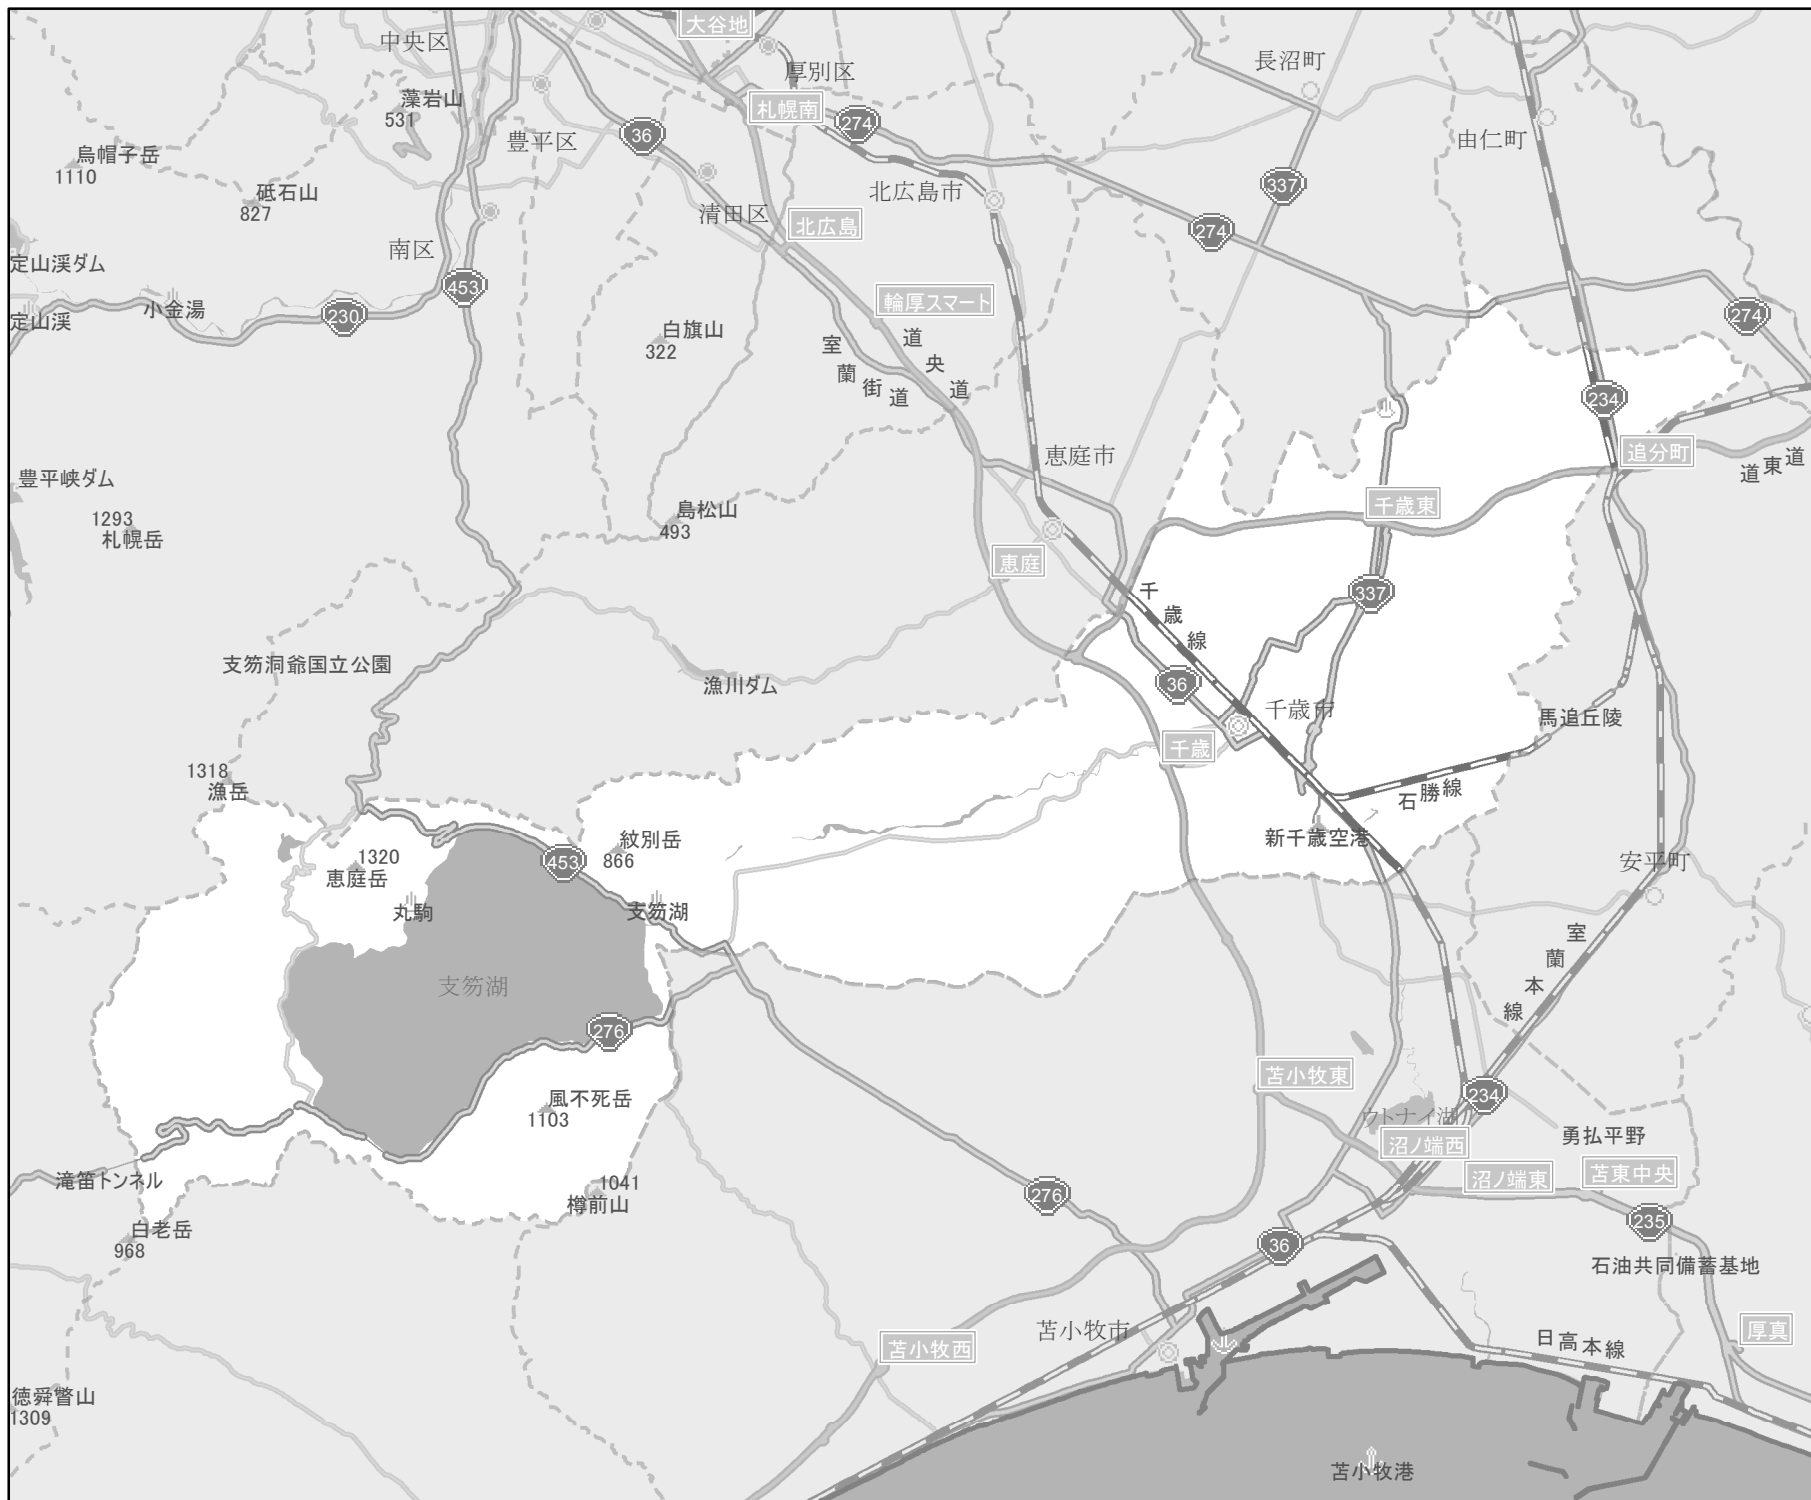 大谷地
中央区
厚別区
長沼町
藻岩山
531
札幌南
274
36
豊平区
由仁町
烏帽子岳
1110
砥石山
827
337
北広島市
清田区
北広島
274
南区
定山渓ダム
453
輪厚スマート
小金湯
230
定山渓
274
白旗山
322
室蘭街道
道央道
234
恵庭市
追分町
道東道
豊平峡ダム
千歳東
島松山
493
1293
札幌岳
恵庭
千歳線
337
支笏洞爺国立公園
漁川ダム
36
千歳市
馬追丘陵
千歳
1318
漁岳
石勝線
新千歳空港
紋別岳
866
453
1320
恵庭岳
安平町
丸駒
支笏湖
室蘭本線
支笏湖
276
苫小牧東
風不死岳
1103
234
ウトナイ湖
勇払平野
沼ノ端西
滝笛トンネル
沼ノ端東
苫東中央
1041
樽前山
276
白老岳
968
235
36
石油共同備蓄基地
苫小牧市
厚真
苫小牧西
日高本線
徳舜瞥山
1309
苫小牧港